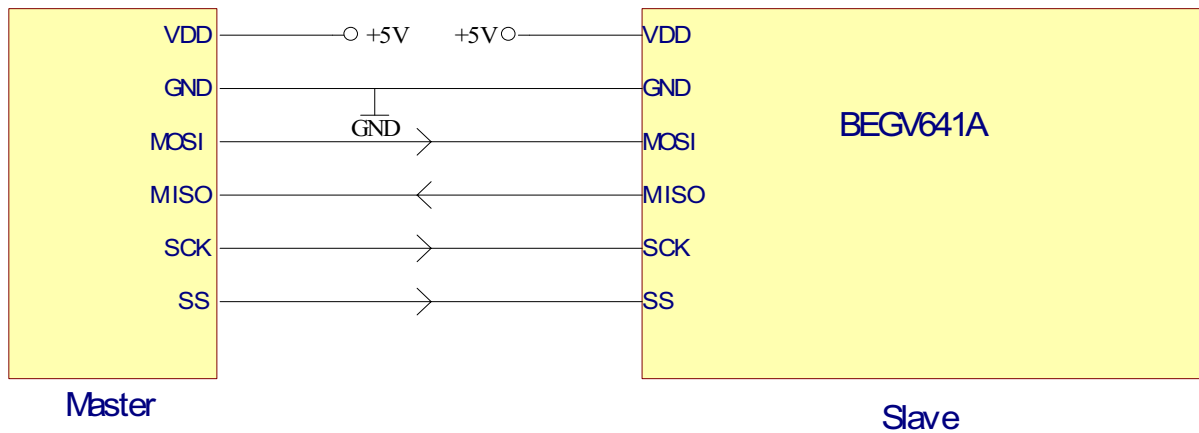 VDD +5V +5V VDD
GND GND
GND
BEGV641A
MOSI MOSI
MISO MISO
SCK SCK
SS SS
Master
Slave